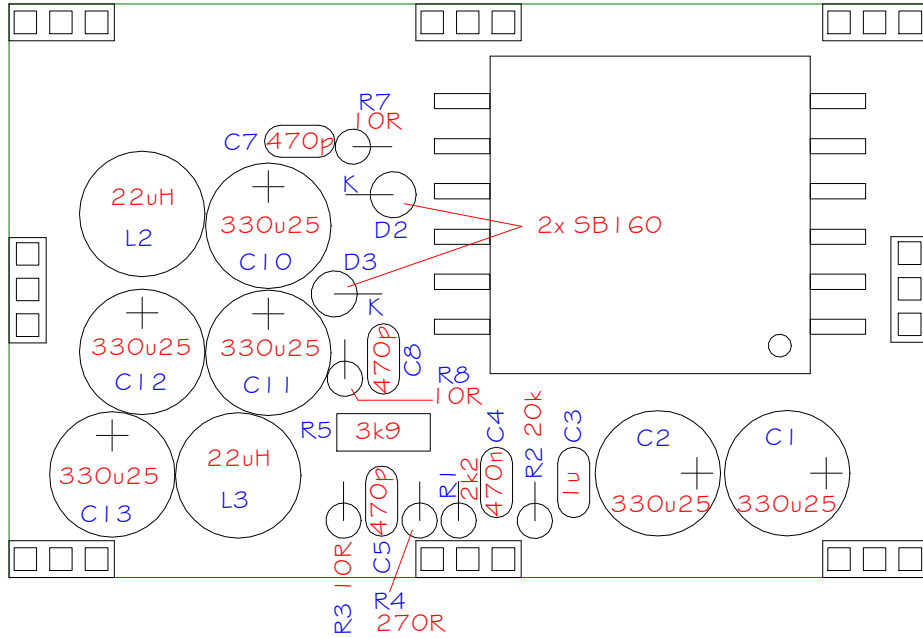 R7
10R
C7 470p
K
22uH
L2
330u25
C10
D2
2x SB160
D3
K
330u25
C12
330u25
C11
470p
C8
R8
10R
R5 3k9
330u25
C13
22uH
L3
470p
C5
R3 10R
R4
270R
R1
2k2
C4
470n
R2 20k
C3
1u
C2
330u25
C1
330u25